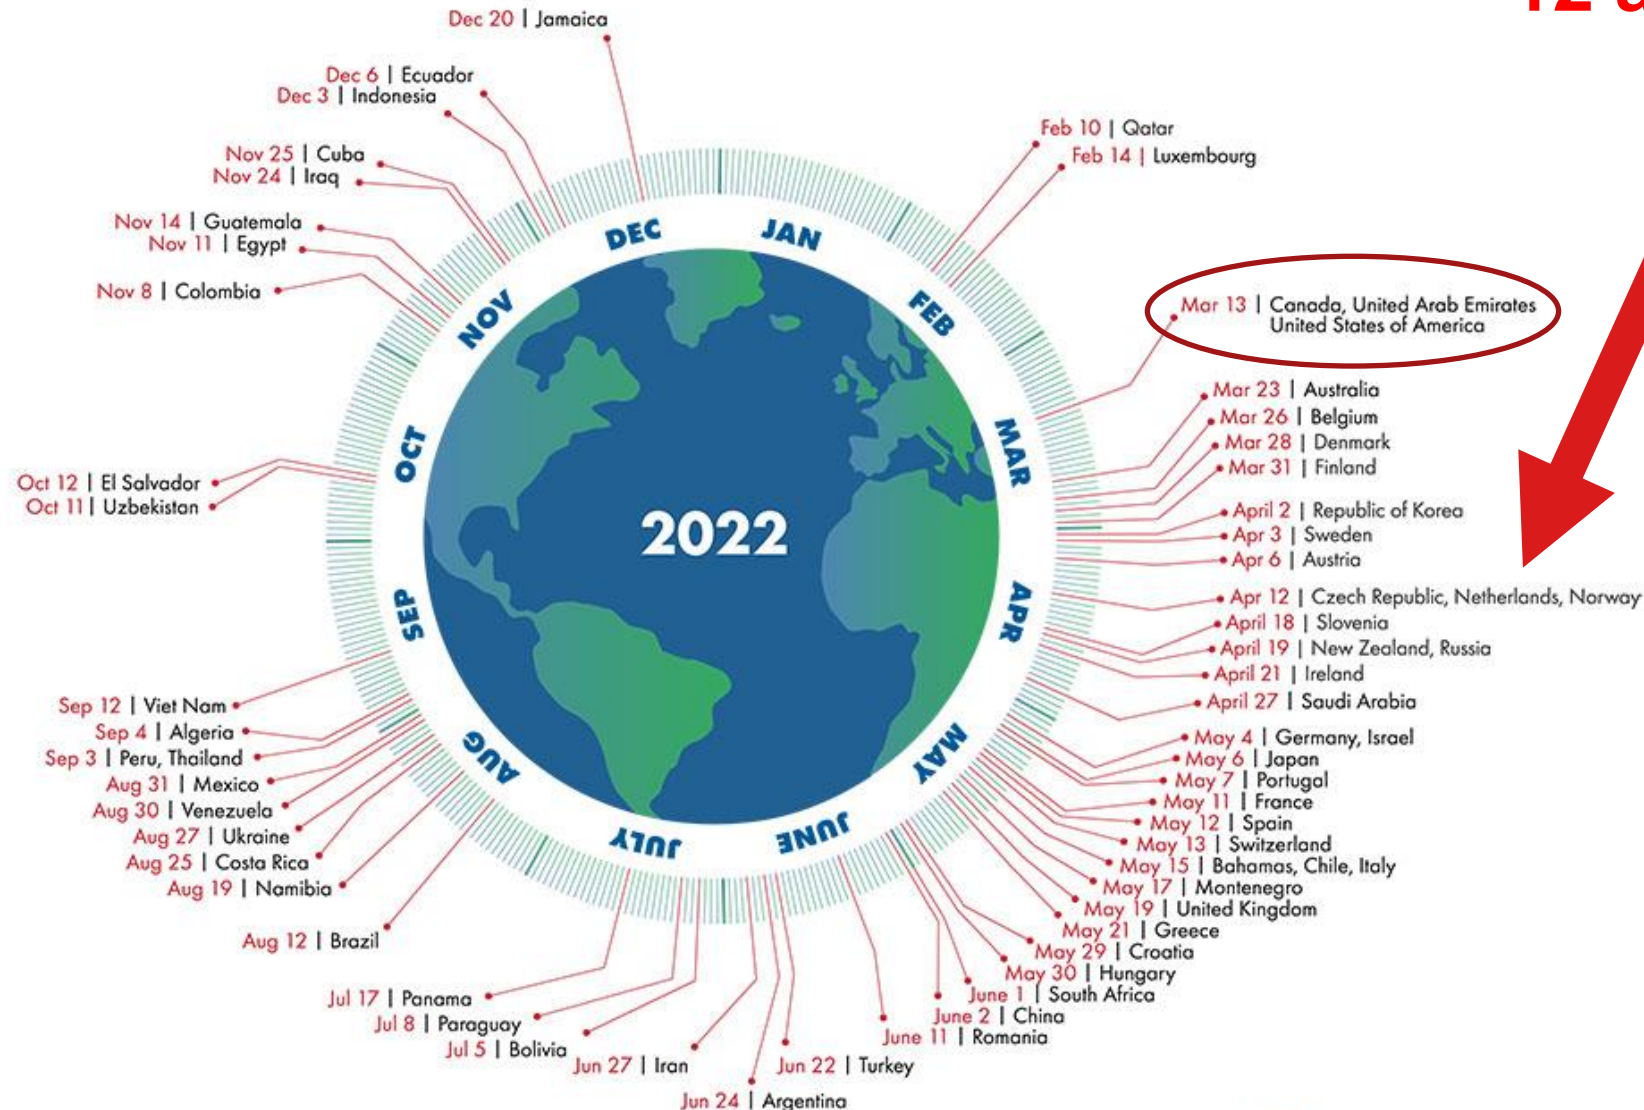 12
Dec 20 | Jamaica
Dec 6 | Ecuador
Dec 3 | Indonesia
Nov 25 | Cuba
Nov 24 | Iraq
Nov 14 | Guatemala
Nov 11 | Egypt
Nov 8 | Colombia
Oct 12 | El Salvador
Oct 11 | Uzbekistan
Sep 12 | Viet Nam
Sep 4 | Algeria
Sep 3 | Peru, Thailand
Aug 31 | Mexico
Aug 30 | Venezuela
Aug 27 | Ukraine
Aug 25 | Costa Rica
Aug 19 | Namibia
Aug 12 | Brazil
Jul 17 | Panama
Jul 8 | Paraguay
Jul 5 | Bolivia
Jun 27 | Iran
Jun 24 | Argentina
Jun 22 | Turkey
Feb 10 | Qatar
Feb 14 | Luxembourg
Mar 13 | Canada, United Arab Emirates
United States of America
Mar 23 | Australia
Mar 26 | Belgium
Mar 28 | Denmark
Mar 31 | Finland
April 2 | Republic of Korea
Apr 3 | Sweden
Apr 6 | Austria
Apr 12 | Czech Republic, Netherlands, Norway
April 18 | Slovenia
April 19 | New Zealand, Russia
April 21 | Ireland
April 27 | Saudi Arabia
May 4 | Germany, Israel
May 6 | Japan
May 7 | Portugal
May 11 | France
May 12 | Spain
May 13 | Switzerland
May 15 | Bahamas, Chile, Italy
May 17 | Montenegro
May 19 | United Kingdom
May 21 | Greece
May 29 | Croatia
May 30 | Hungary
June 1 | South Africa
June 2 | China
June 11 | Romania
JAN
FEB
MAR
APR
MAY
JUNE
JULY
AUG
SEP
OCT
NOV
DEC
2022